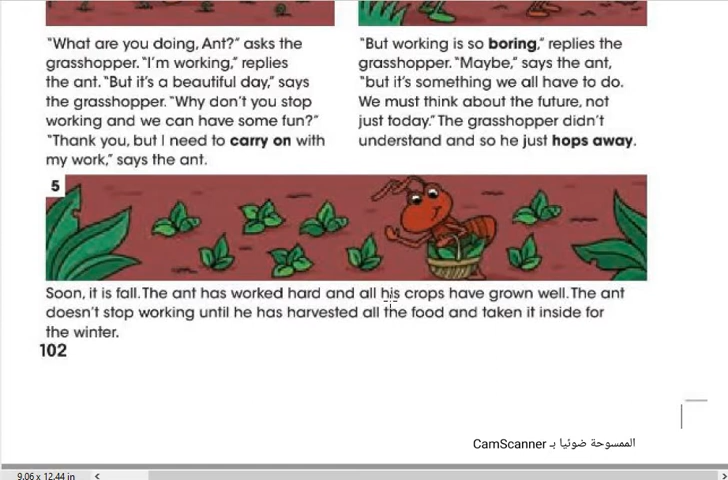 "What are you doing, Ant?" asks the
grasshopper. "I'm working," replies
the ant. "But it's a beautiful day," says
the grasshopper. "Why don't you stop
working and we can have some fun?"
"Thank you, but I need to carry on with
my work," says the ant.
"But working is so boring," replies the
grasshopper. "Maybe," says the ant,
"but it's something we all have to do.
We must think about the future, not
just today." The grasshopper didn't
understand and so he just hops away.
5
Soon, it is fall. The ant has worked hard and all his crops have grown well. The ant
doesn't stop working until he has harvested all the food and taken it inside for
the winter.
102
الممسوحة ضوئيا بـ CamScanner
9.06 x 12.44 in